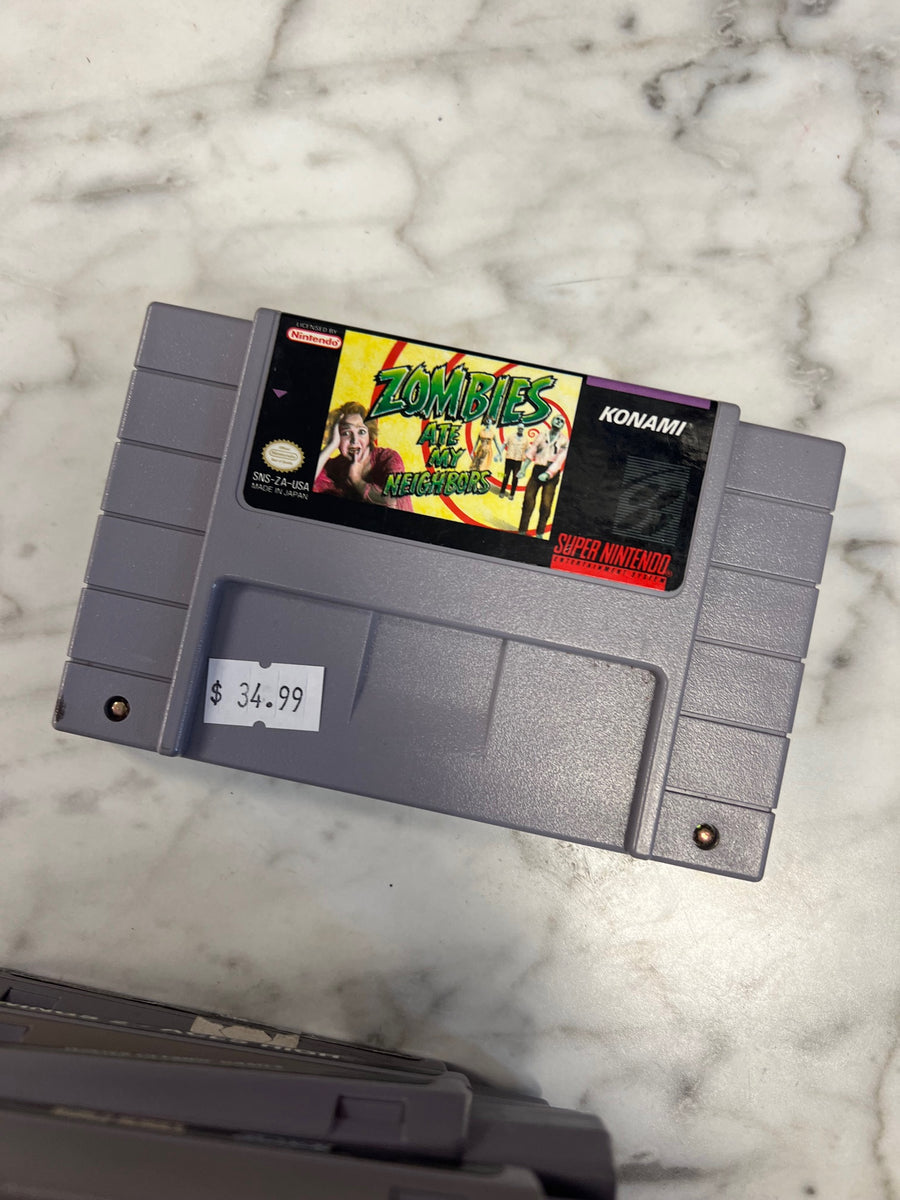 LICENSED BY
Nintendo
ZOMBIES
ATE
MY
NEIGHBORS
KONAMI
SNS-ZA-USA
MADE IN JAPAN
SUPER NINTENDO
ENTERTAINMENT SYSTEM
$ 34.99